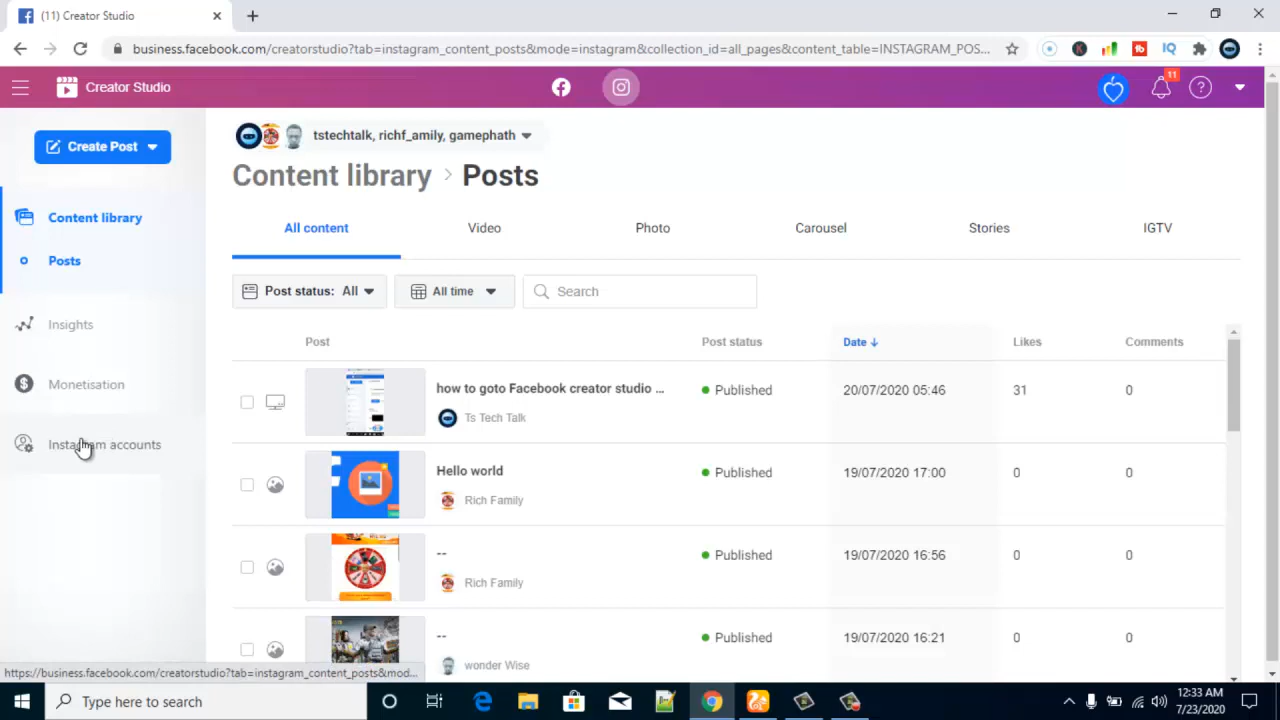 (11) Creator Studio
business.facebook.com/creatorstudio?tab=instagram_content_posts&mode=instagram&collection_id=all_pages&content_table=INSTAGRAM_POS...
IQ
Creator Studio
11
Create Post
tstechtalk, richf_amily, gamephath
Content library > Posts
Content library
Posts
Insights
Monetisation
Instagram accounts
All content Video Photo Carousel Stories IGTV
Post status: All All time Search
Post Post status Date ↓ Likes Comments
how to goto Facebook creator studio ... Published 20/07/2020 05:46 31 0
Ts Tech Talk
Hello world Published 19/07/2020 17:00 0 0
Rich Family
-- Published 19/07/2020 16:56 0 0
Rich Family
-- Published 19/07/2020 16:21 0 0
wonder Wise
https://business.facebook.com/creatorstudio?tab=instagram_content_posts&mod...
Type here to search
12:33 AM
7/23/2020